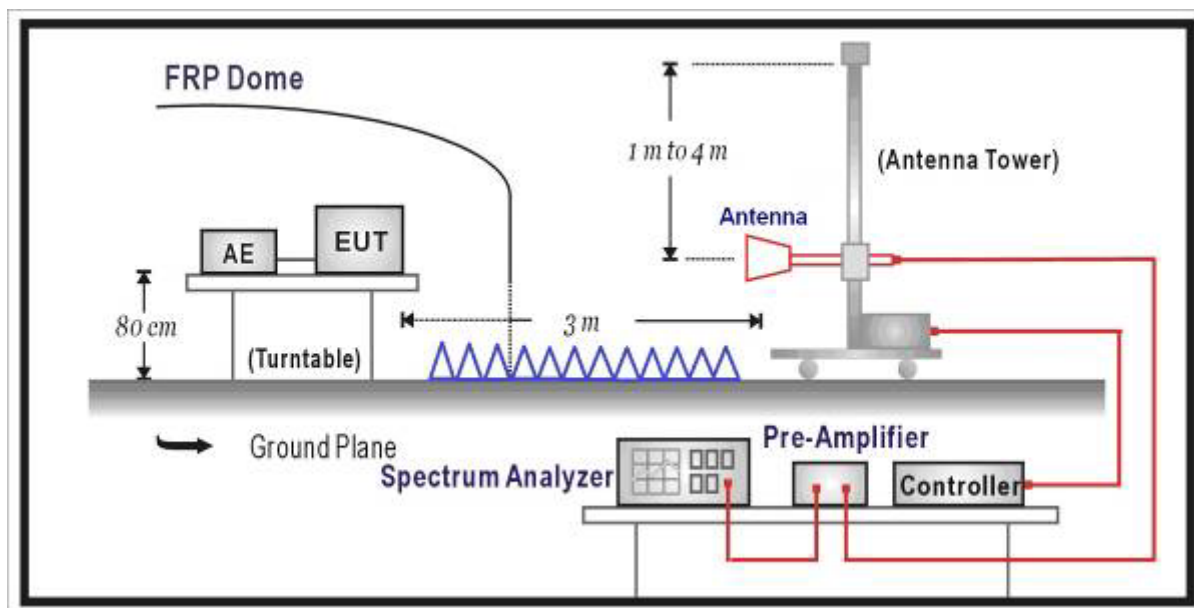 FRP Dome
1 m to 4 m
(Antenna Tower)
Antenna
AE
EUT
80 cm
3 m
(Turntable)
Ground Plane
Pre-Amplifier
Spectrum Analyzer
Controller